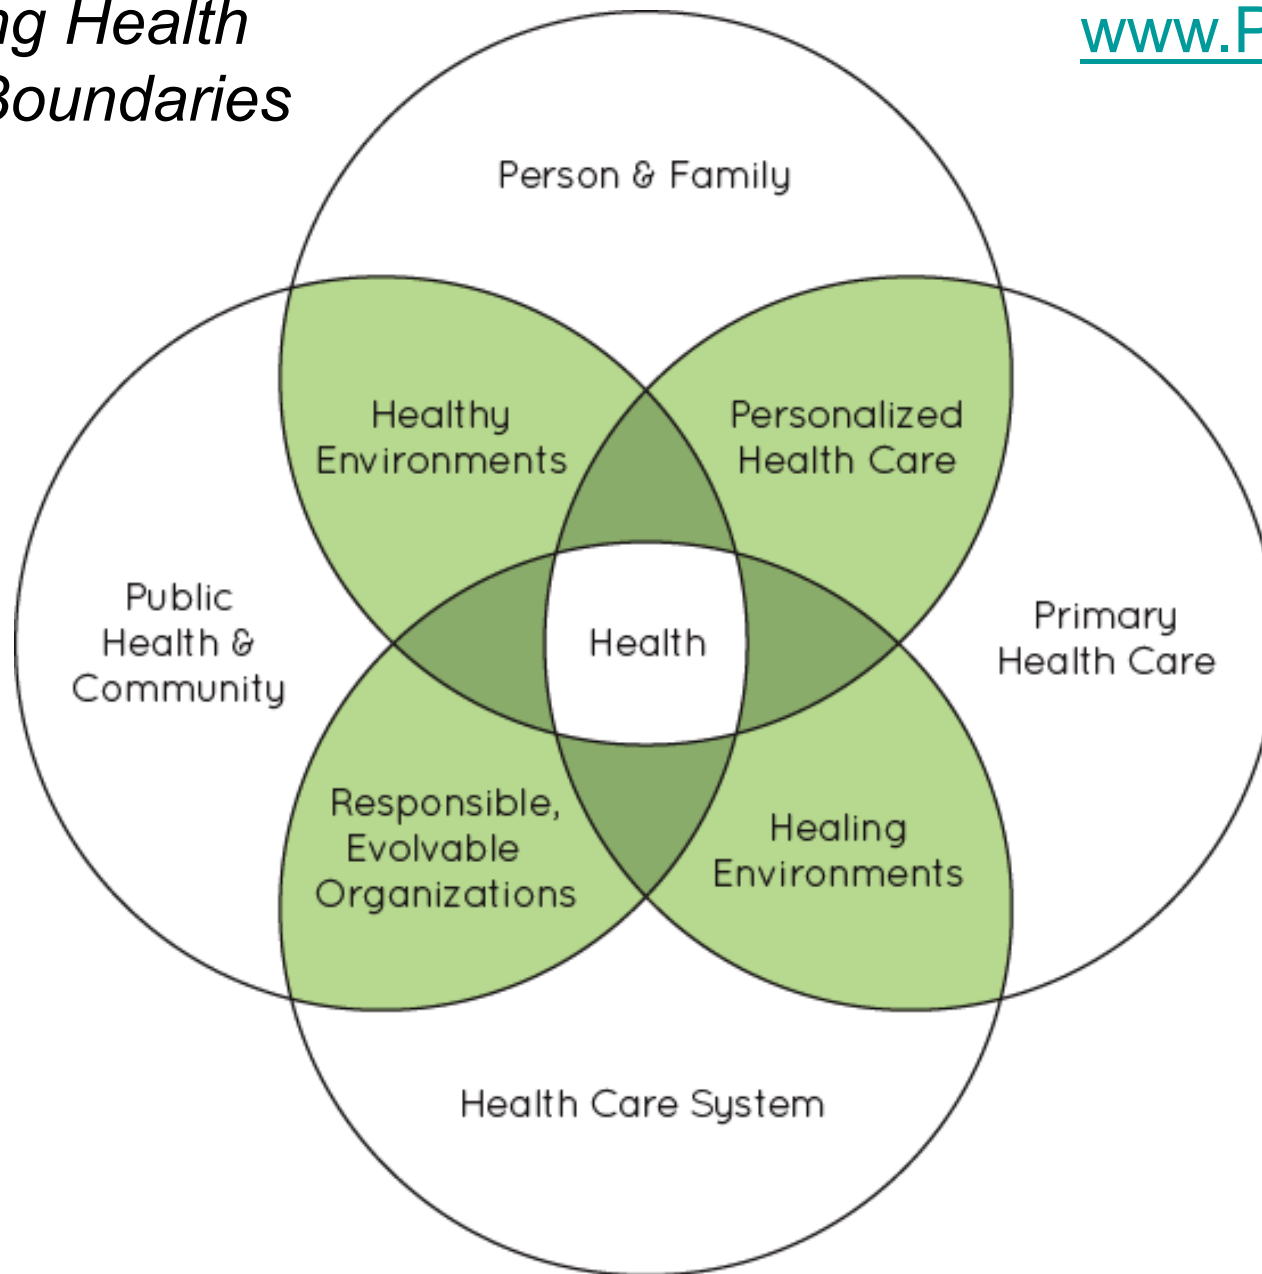 ng Health
Boundaries
www.P
Person & Family
Healthy
Environments
Personalized
Health Care
Public
Health &
Community
Health
Primary
Health Care
Responsible,
Evolvable
Organizations
Healing
Environments
Health Care System